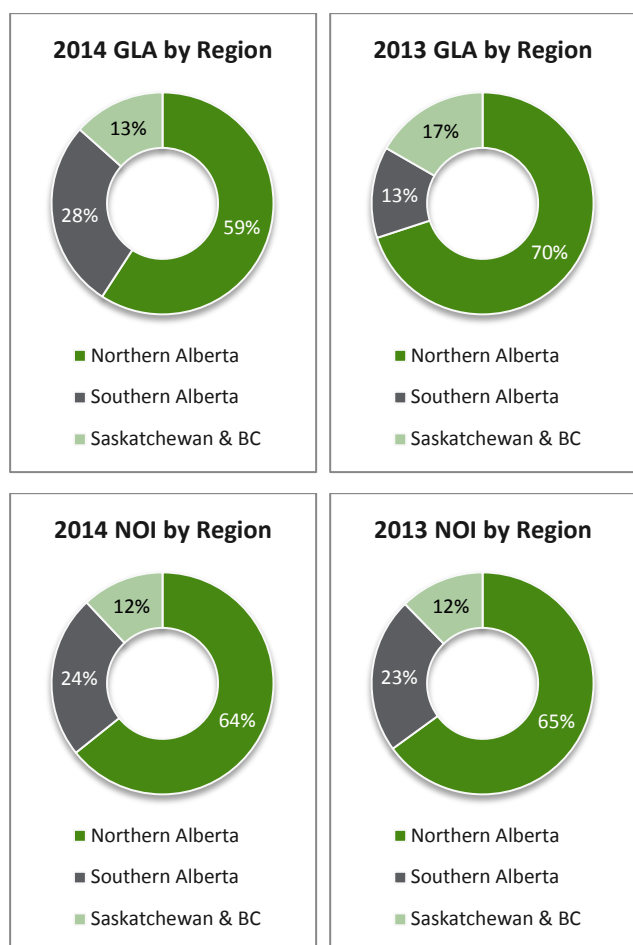 2014 GLA by Region
13%
28%
59%
Northern Alberta
Southern Alberta
Saskatchewan & BC
2013 GLA by Region
17%
13%
70%
Northern Alberta
Southern Alberta
Saskatchewan & BC
2014 NOI by Region
12%
24%
64%
Northern Alberta
Southern Alberta
Saskatchewan & BC
2013 NOI by Region
12%
23%
65%
Northern Alberta
Southern Alberta
Saskatchewan & BC